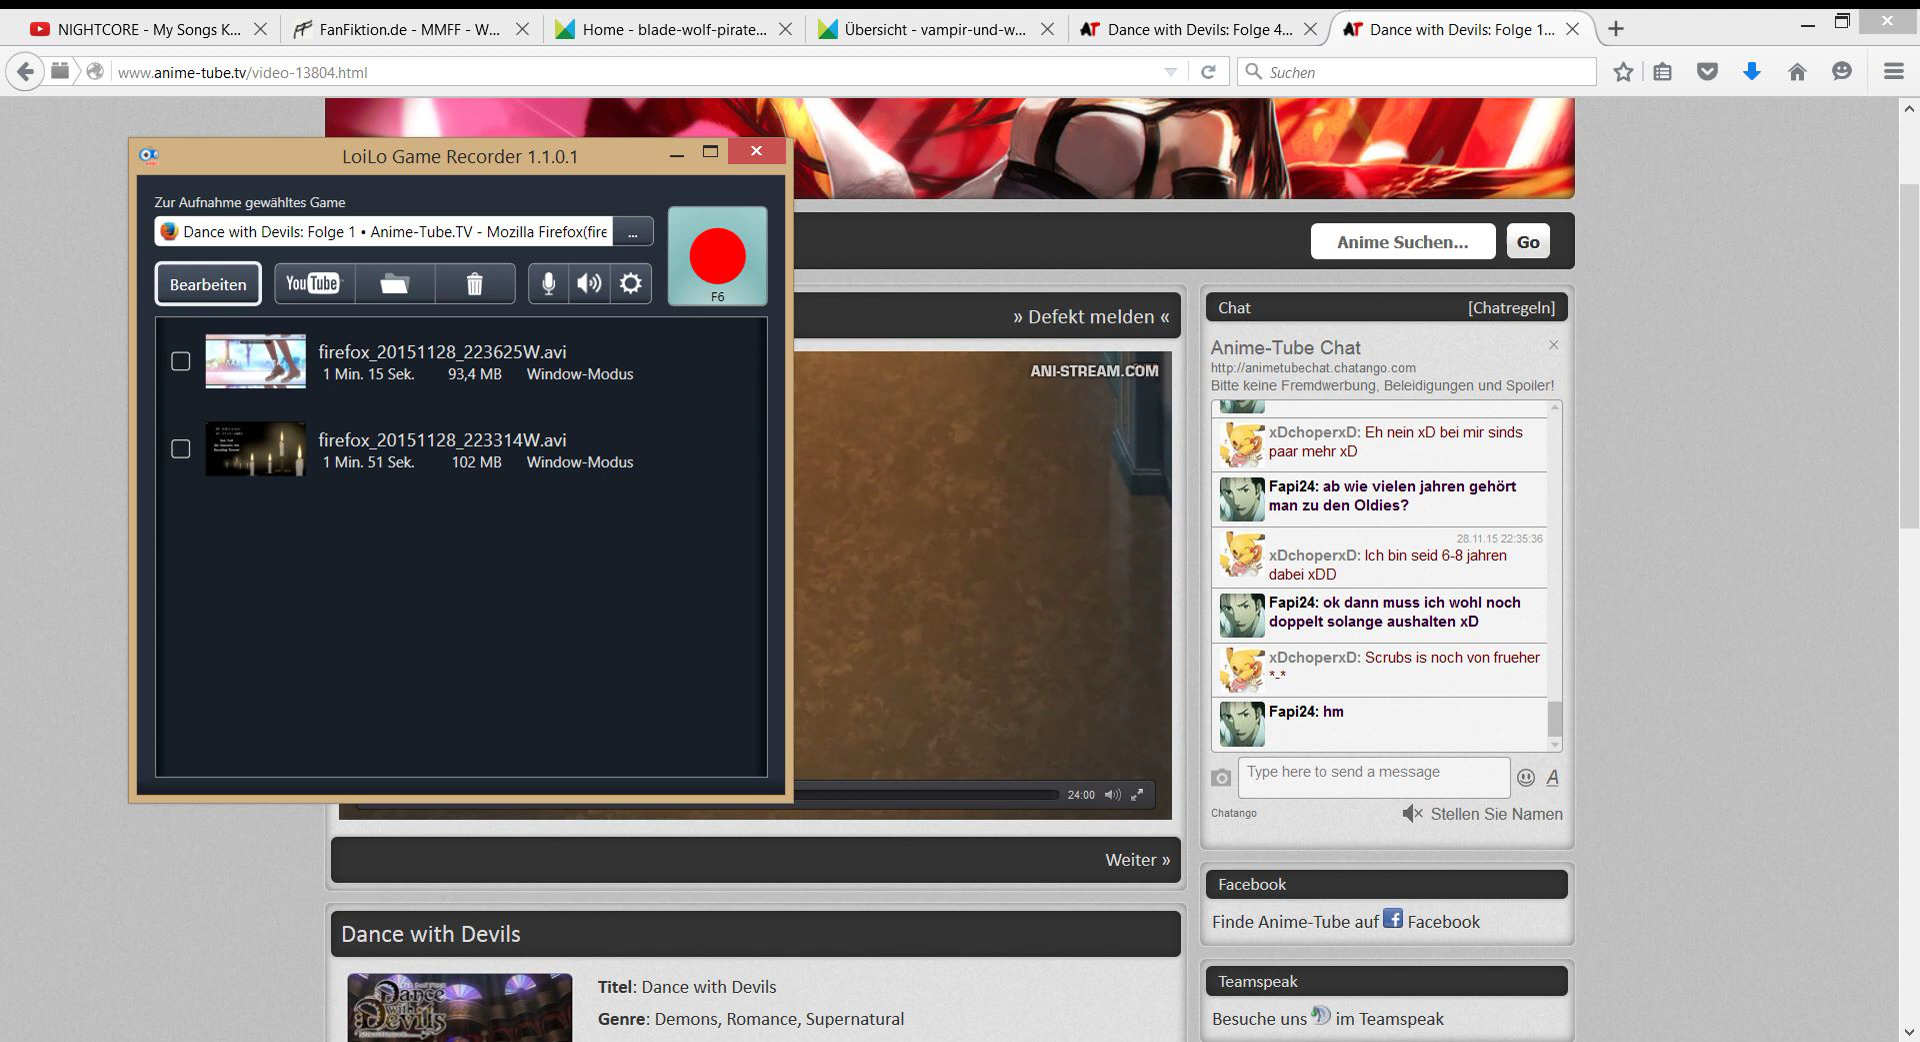 NIGHTCORE - My Songs K...
FanFiktion.de - MMFF - W...
Home - blade-wolf-pirate...
Übersicht - vampir-und-w...
Dance with Devils: Folge 4...
Dance with Devils: Folge 1...
www.anime-tube.tv/video-13804.html
Suchen
LoiLo Game Recorder 1.1.0.1
Zur Aufnahme gewähltes Game
Dance with Devils: Folge 1 • Anime-Tube.TV - Mozilla Firefox(fire
...
F6
Bearbeiten
YouTube
firefox_20151128_223625W.avi
1 Min. 15 Sek. 93,4 MB Window-Modus
firefox_20151128_223314W.avi
1 Min. 51 Sek. 102 MB Window-Modus
Anime Suchen...
Go
» Defekt melden «
ANI-STREAM.COM
24:00
Weiter »
Dance with Devils
Dance with Devils
Titel: Dance with Devils
Genre: Demons, Romance, Supernatural
Chat [Chatregeln]
Anime-Tube Chat
http://animetubechat.chatango.com
Bitte keine Fremdwerbung, Beleidigungen und Spoiler!
xDchoperxD: Eh nein xD bei mir sinds
paar mehr xD
Fapi24: ab wie vielen jahren gehört
man zu den Oldies?
28.11.15 22:35:36
xDchoperxD: Ich bin seid 6-8 jahren
dabei xDD
Fapi24: ok dann muss ich wohl noch
doppelt solange aushalten xD
xDchoperxD: Scrubs is noch von frueher
*-*
Fapi24: hm
Type here to send a message
Chatango
Stellen Sie Namen
Facebook
Finde Anime-Tube auf Facebook
Teamspeak
Besuche uns im Teamspeak